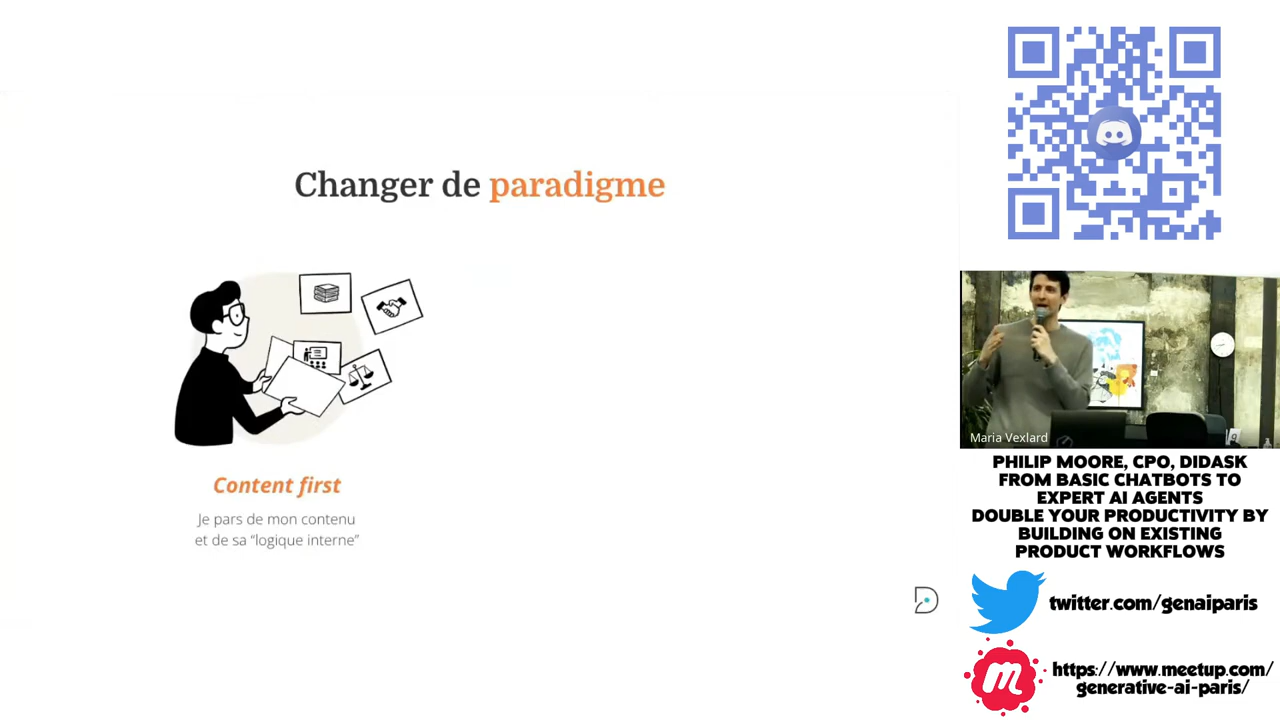 Changer de paradigme
Content first
Je pars de mon contenu
et de sa “logique interne”
Maria Vexlard
PHILIP MOORE, CPO, DIDASK
FROM BASIC CHATBOTS TO
EXPERT AI AGENTS
DOUBLE YOUR PRODUCTIVITY BY
BUILDING ON EXISTING
PRODUCT WORKFLOWS
twitter.com/genaiparis
https://www.meetup.com/
generative-ai-paris/